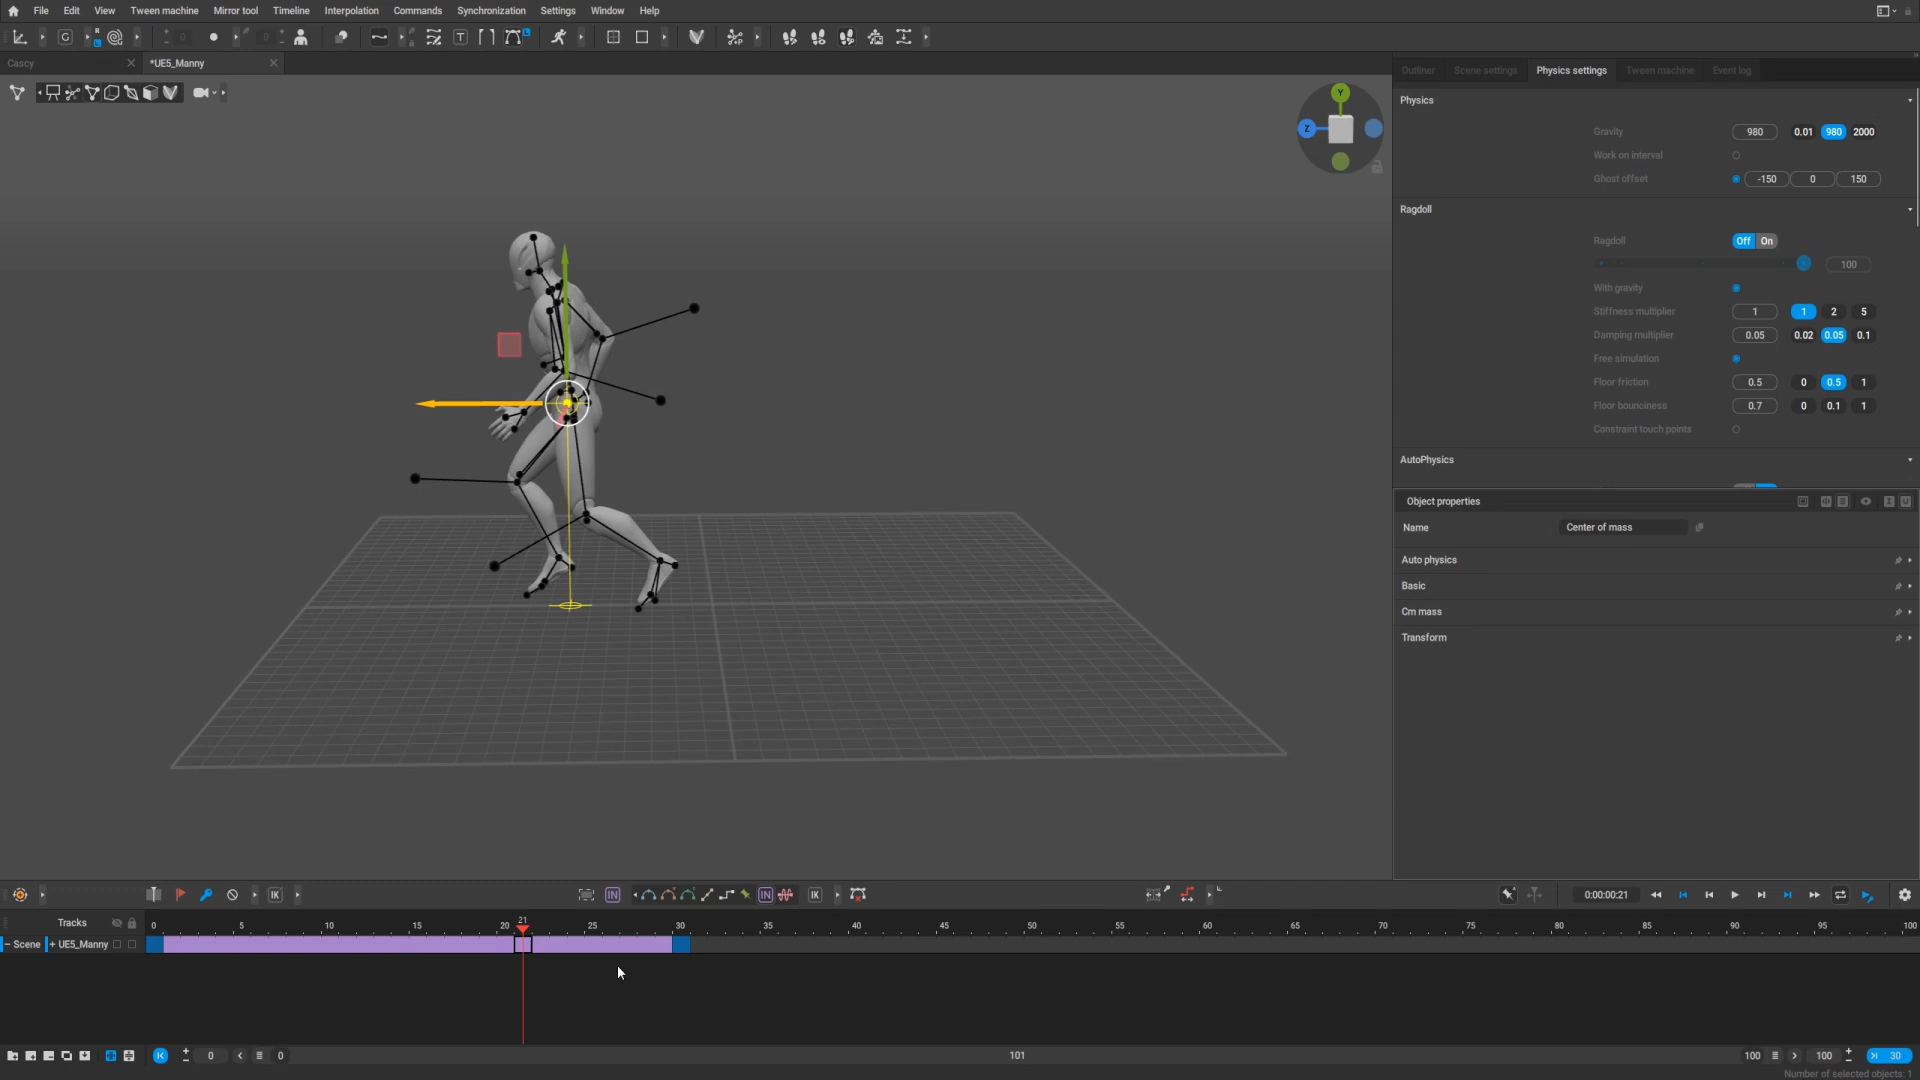 File Edit View Tween machine Mirror tool Timeline Interpolation Commands Synchronization Settings Window Help
Cascy *UE5_Manny
Outliner Scene settings Physics settings Tween machine Event log
Physics
Gravity 980 0.01 980 2000
Work on interval
Ghost offset -150 0 150
Ragdoll
Ragdoll Off On
100
With gravity
Stiffness multiplier 1 1 2 5
Damping multiplier 0.05 0.02 0.05 0.1
Free simulation
Floor friction 0.5 0 0.5 1
Floor bounciness 0.7 0 0.1 1
Constraint touch points
AutoPhysics
Object properties
Name Center of mass
Auto physics
Basic
Cm mass
Transform
Y
Z
IK IN IN IK 0:00:00:21
Tracks 0 5 10 15 20 21 25 30 35 40 45 50 55 60 65 70 75 80 85 90 95 100
Scene + UE5_Manny
0 0 101 100 100 30
Number of selected objects: 1